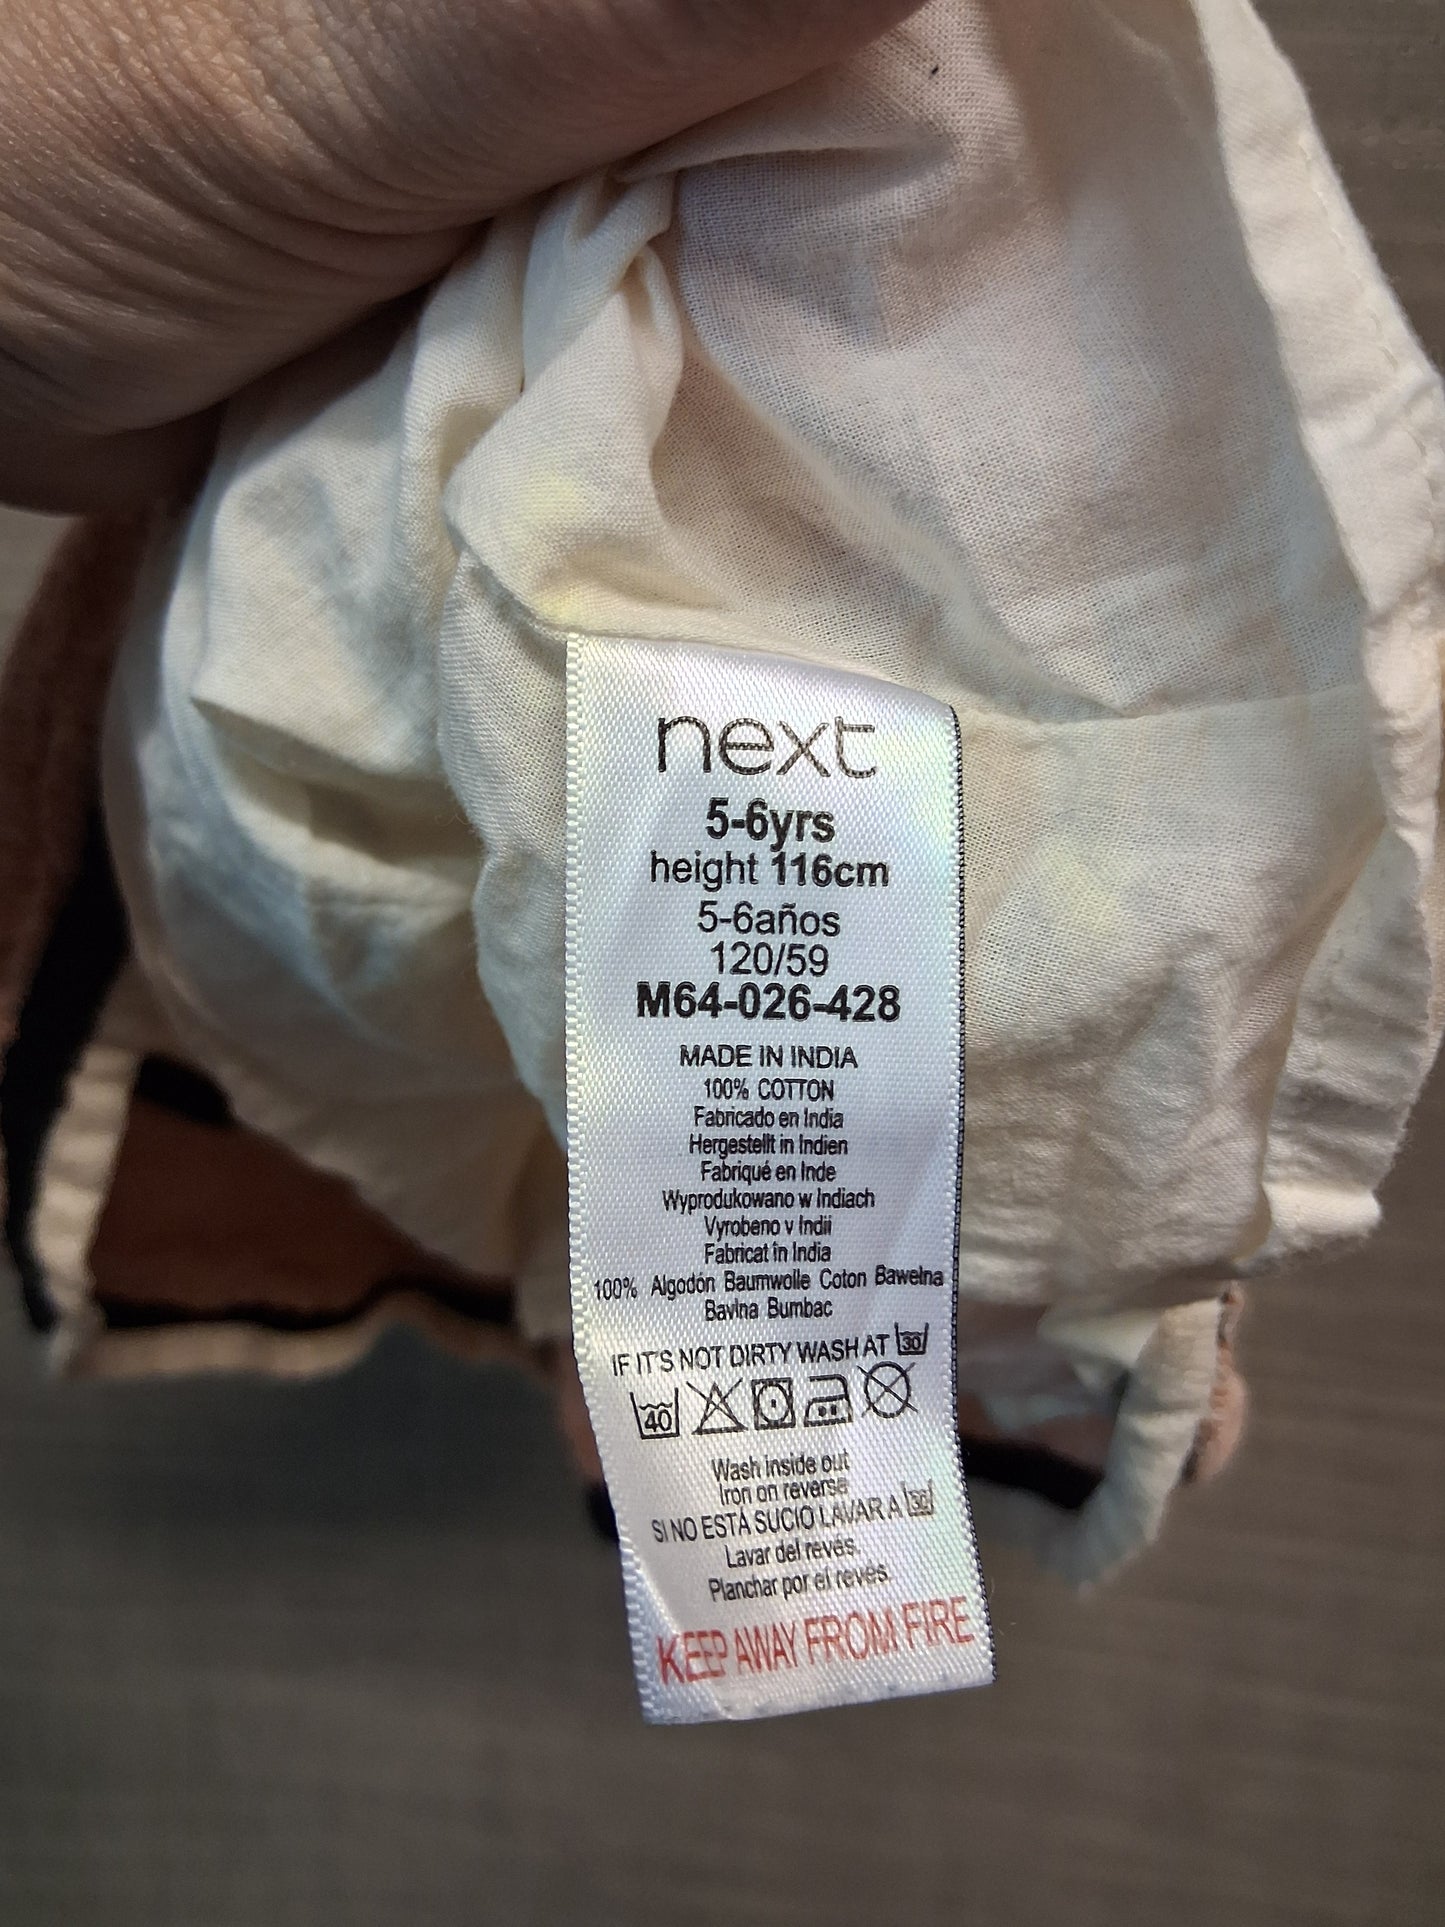 next
5-6yrs
height 116cm
5-6años
120/59
M64-026-428
MADE IN INDIA
100% COTTON
Fabricado en India
Hergestellt in Indien
Fabriqué en Inde
Wyprodukowano w Indiach
Vyrobeno v Indii
Fabricat în India
100% Algodón Baumwolle Coton Bawełna
Bavlna Bumbac
IF IT'S NOT DIRTY WASH AT 30
40
Wash inside out
Iron on reverse
SI NO ESTÁ SUCIO LAVAR A 30
Lavar del revés.
Planchar por el revés
KEEP AWAY FROM FIRE